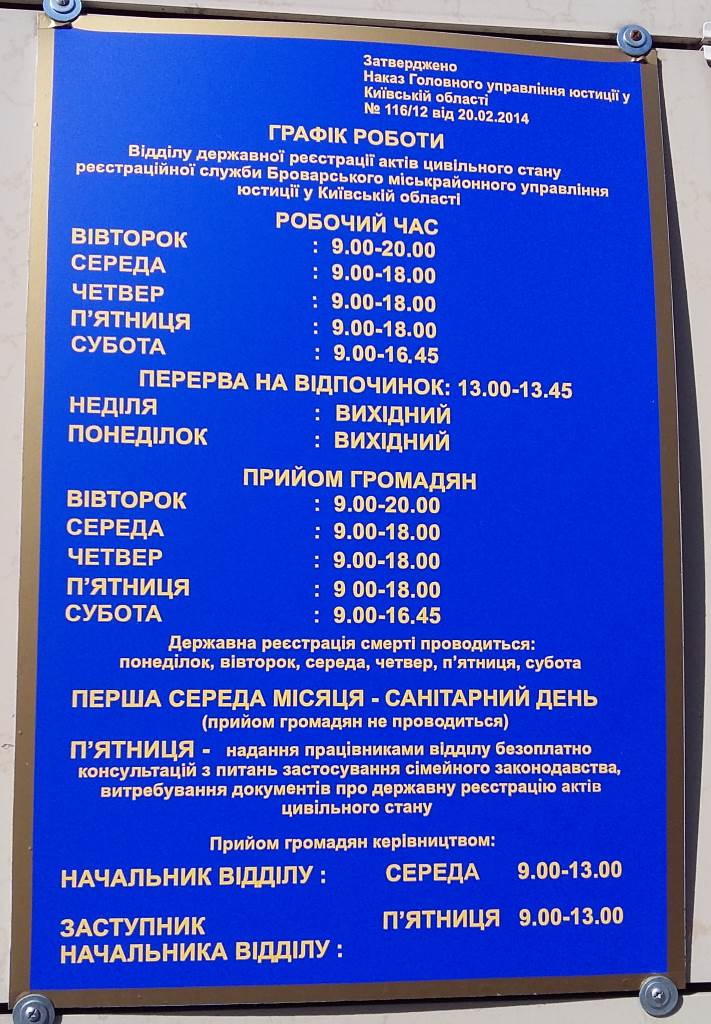 Затверджено
Наказ Головного управління юстиції у
Київській області
№ 116/12 від 20.02.2014
ГРАФІК РОБОТИ
Відділу державної реєстрації актів цивільного стану
реєстраційної служби Броварського міськрайонного управління
юстиції у Київській області
РОБОЧИЙ ЧАС
ВІВТОРОК : 9.00-20.00
СЕРЕДА : 9.00-18.00
ЧЕТВЕР : 9.00-18.00
П’ЯТНИЦЯ : 9.00-18.00
СУБОТА : 9.00-16.45
ПЕРЕРВА НА ВІДПОЧИНОК: 13.00-13.45
НЕДІЛЯ : ВИХІДНИЙ
ПОНЕДІЛОК : ВИХІДНИЙ
ПРИЙОМ ГРОМАДЯН
ВІВТОРОК : 9.00-20.00
СЕРЕДА : 9.00-18.00
ЧЕТВЕР : 9.00-18.00
П’ЯТНИЦЯ : 9 00-18.00
СУБОТА : 9.00-16.45
Державна реєстрація смерті проводиться:
понеділок, вівторок, середа, четвер, п’ятниця, субота
ПЕРША СЕРЕДА МІСЯЦЯ - САНІТАРНИЙ ДЕНЬ
(прийом громадян не проводиться)
П’ЯТНИЦЯ - надання працівниками відділу безоплатно
консультацій з питань застосування сімейного законодавства,
витребування документів про державну реєстрацію актів
цивільного стану
Прийом громадян керівництвом:
НАЧАЛЬНИК ВІДДІЛУ : СЕРЕДА 9.00-13.00
ЗАСТУПНИК П’ЯТНИЦЯ 9.00-13.00
НАЧАЛЬНИКА ВІДДІЛУ :